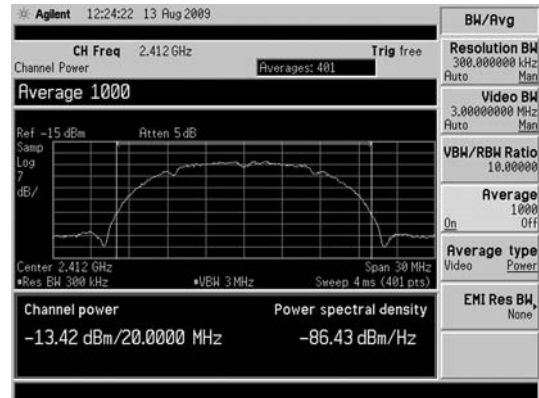 Agilent 12:24:22 13 Aug 2009
BW/Avg
CH Freq 2.412 GHz Trig free
Channel Power Averages: 401
Average 1000
Ref -15 dBm Atten 5 dB
Samp
Log
7
dB/
Center 2.412 GHz Span 30 MHz
*Res BW 300 kHz *VBW 3 MHz Sweep 4 ms (401 pts)
Channel power Power spectral density
-13.42 dBm/20.0000 MHz -86.43 dBm/Hz
Resolution BW
300.000000 kHz
Auto Man
Video BW
3.00000000 MHz
Auto Man
VBW/RBW Ratio
10.00000
Average
1000
On Off
Average type
Video Power
EMI Res BW
None